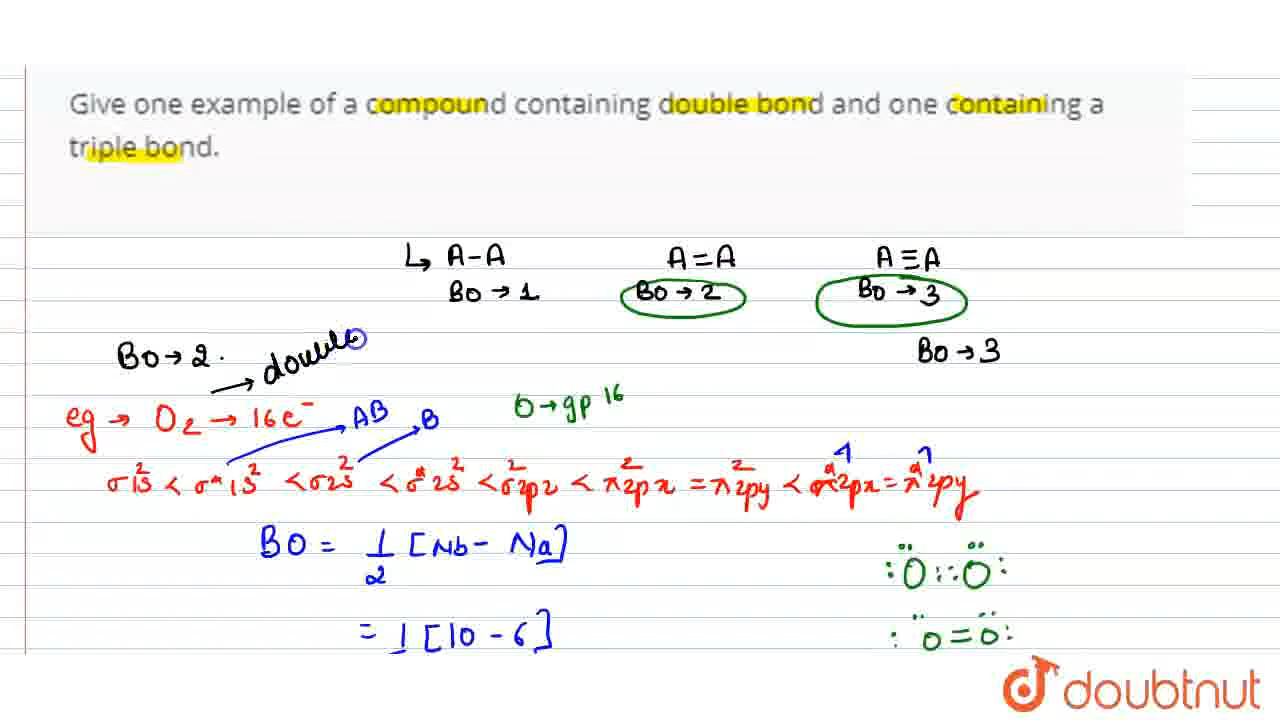 Give one example of a compound containing double bond and one containing a
triple bond.
↳ A-A A=A A≡A
BO→1 BO→2 BO→3
BO→2. → double BO→3
eg → O₂ → 16e⁻ AB B O→gp 16
σ1s² < σ*1s² < σ2s² < σ*2s² < σ2pz² < π2px² = π2py² < π*2px¹ = π*2py¹
BO = 1/2 [Nb - Na]
:Ö::Ö:
= 1 [10-6] :Ö=Ö:
doubtnut